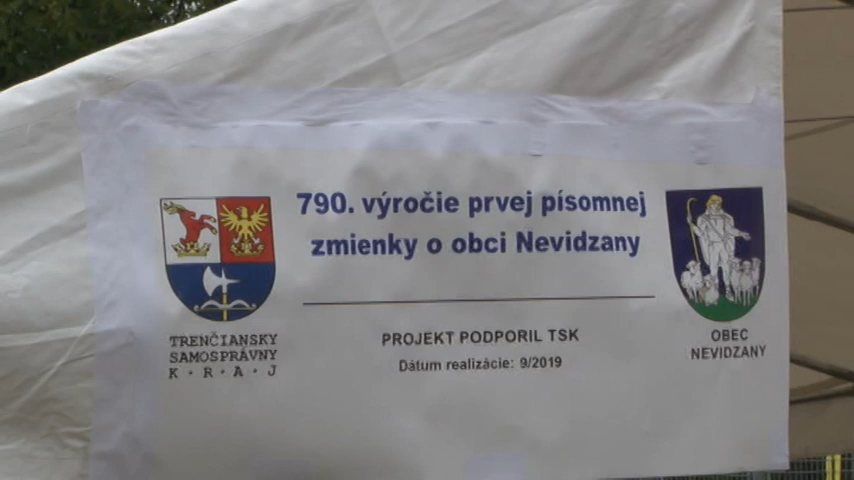 790. výročie prvej písomnej
zmienky o obci Nevidzany
TRENČIANSKY
SAMOSPRÁVNY
K · R · A · J
PROJEKT PODPORIL TSK
Dátum realizácie: 9/2019
OBEC
NEVIDZANY